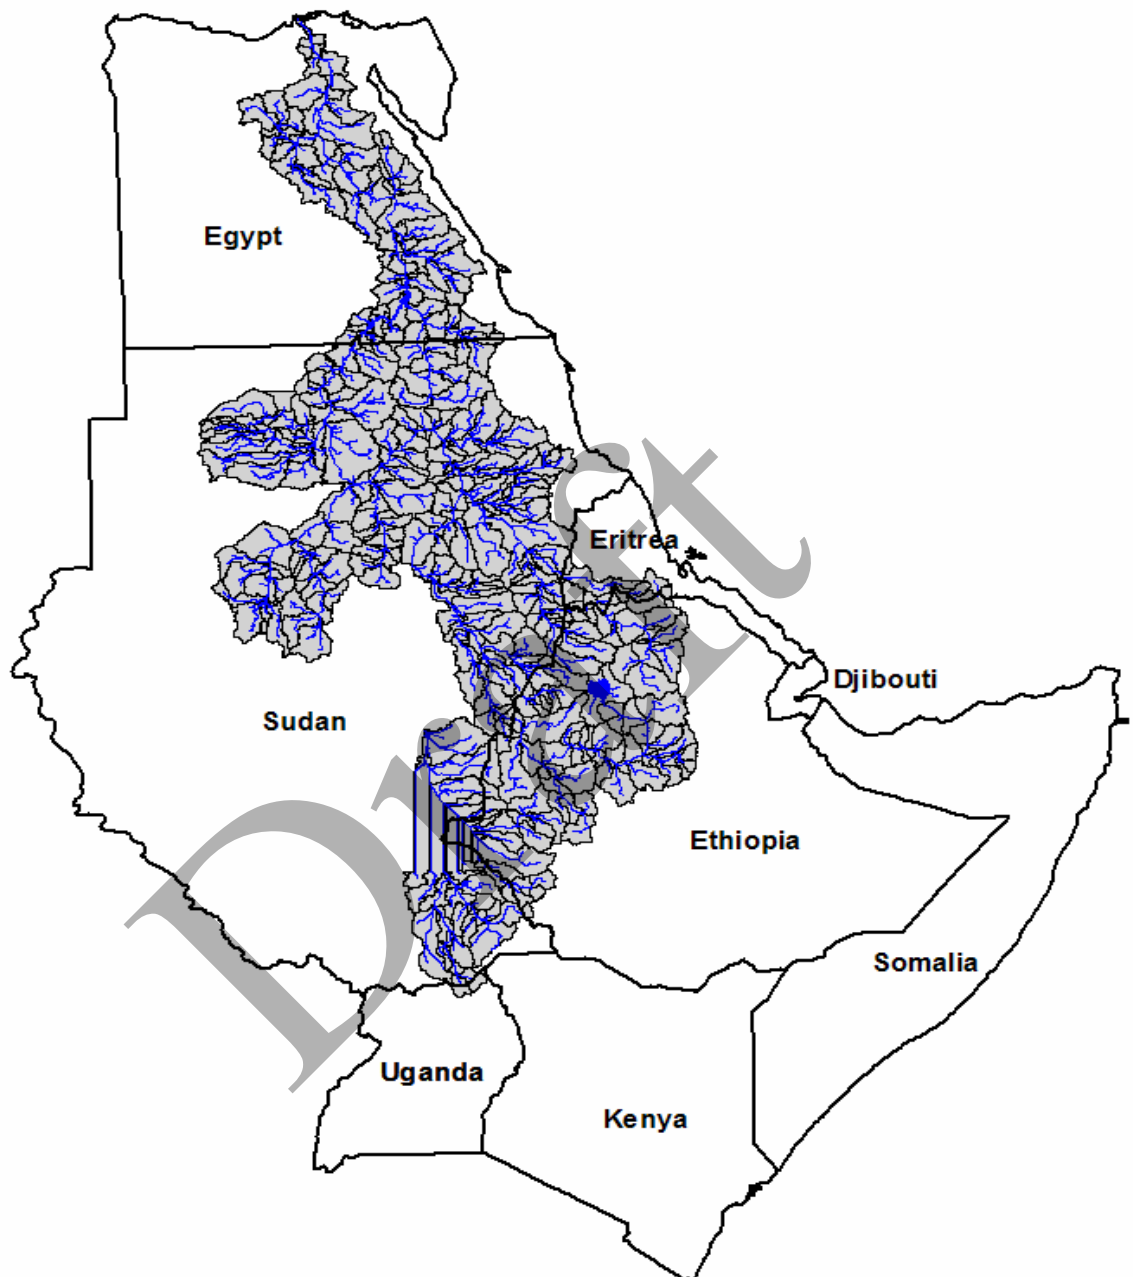 Egypt
Eritrea
Djibouti
Sudan
Ethiopia
Somalia
Uganda
Kenya
Draft